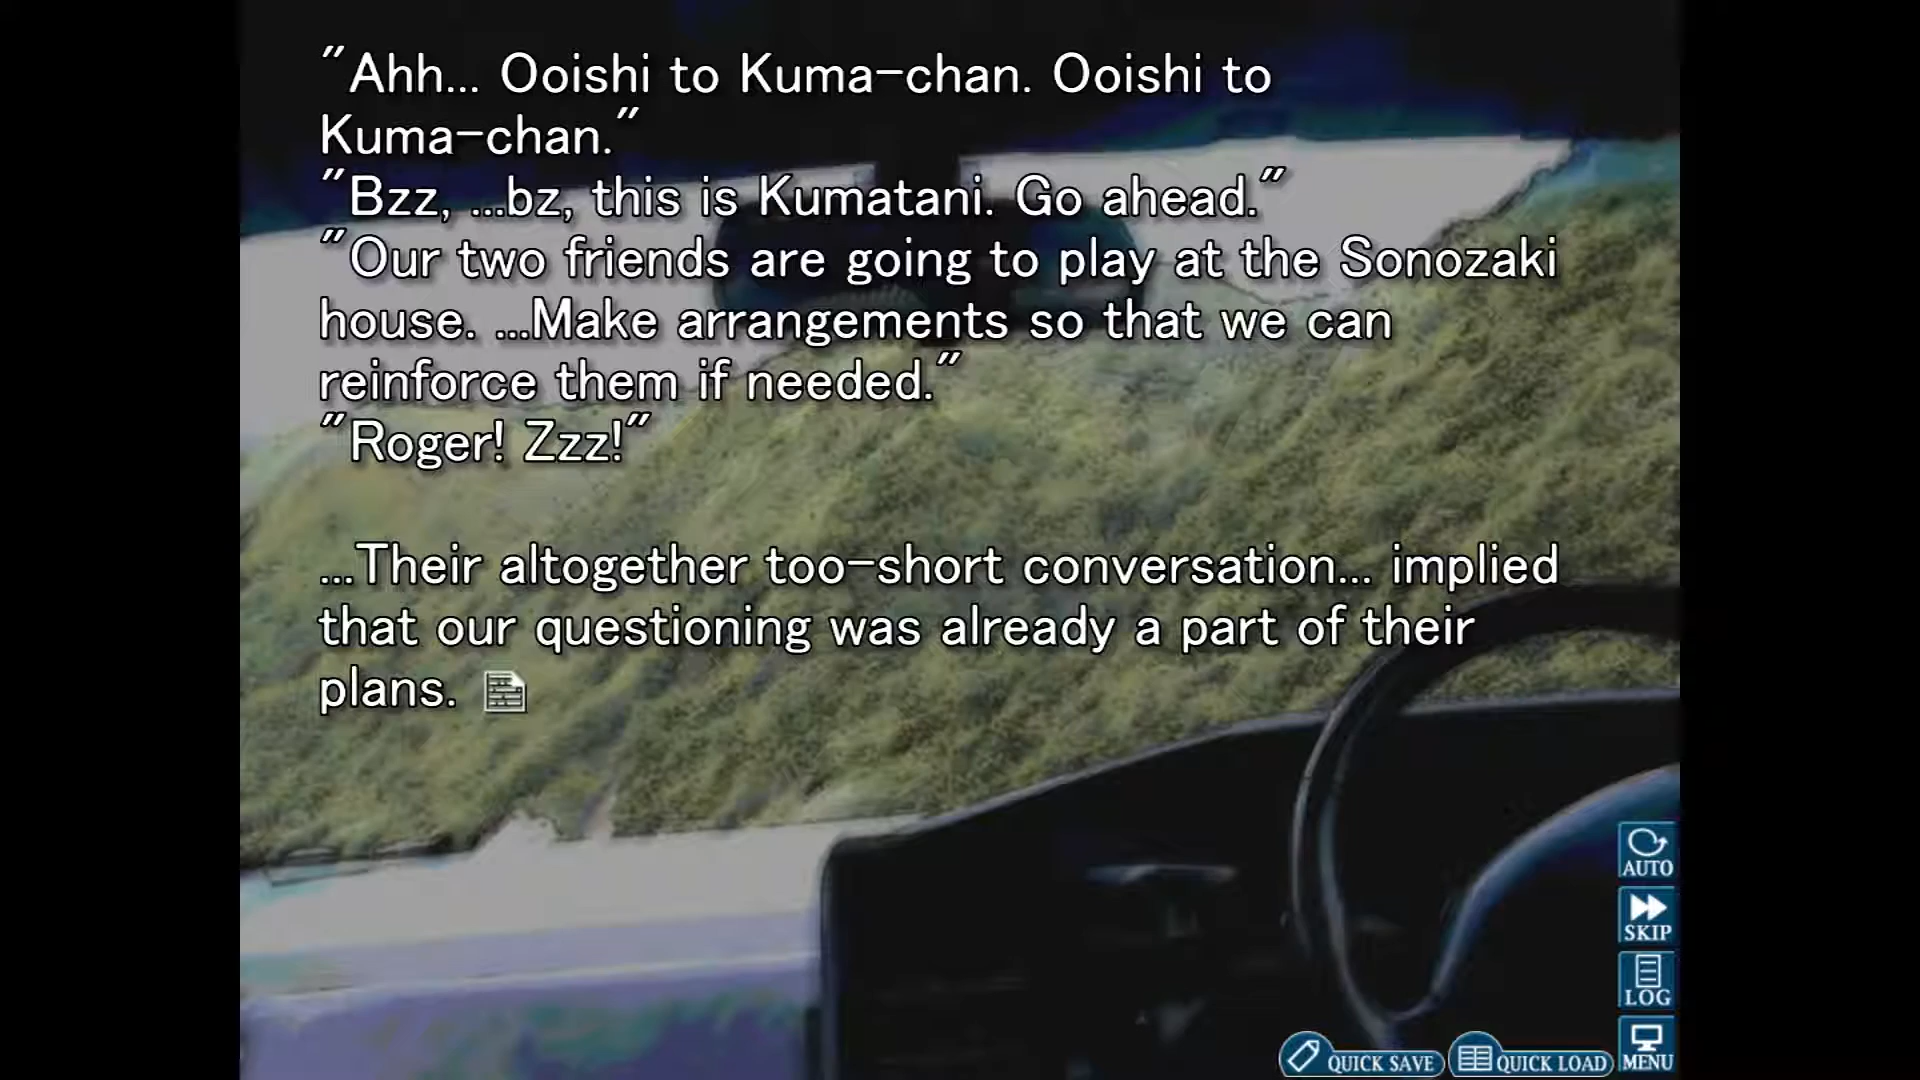 "Ahh... Ooishi to Kuma-chan. Ooishi to
Kuma-chan."
"Bzz, ...bz, this is Kumatani. Go ahead."
"Our two friends are going to play at the Sonozaki
house. ...Make arrangements so that we can
reinforce them if needed."
"Roger! Zzz!"
...Their altogether too-short conversation... implied
that our questioning was already a part of their
plans.
AUTO
SKIP
LOG
MENU
QUICK SAVE
QUICK LOAD